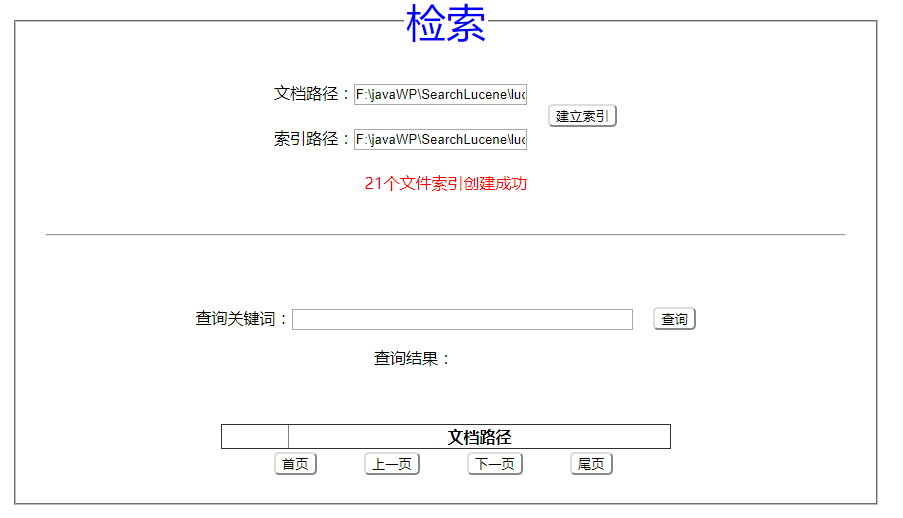 检索
文档路径：F:\javaWP\SearchLucene\luc
建立索引
索引路径：F:\javaWP\SearchLucene\luc
21个文件索引创建成功
查询关键词： 查询
查询结果：
文档路径
首页 上一页 下一页 尾页